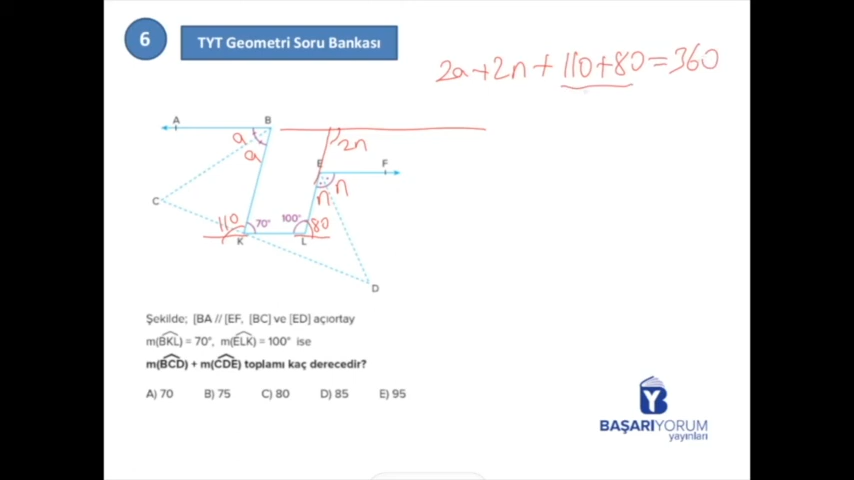 6
TYT Geometri Soru Bankası
2a+2n+110+80=360
A
B
a
a
2n
E
F
n
n
C
110
70°
100°
80
K
L
D
Şekilde; [BA // [EF, [BC] ve [ED] açıortay
m(BKL) = 70°, m(ELK) = 100° ise
m(BCD) + m(CDE) toplamı kaç derecedir?
A) 70 B) 75 C) 80 D) 85 E) 95
BY
BAŞARIYORUM
yayınları